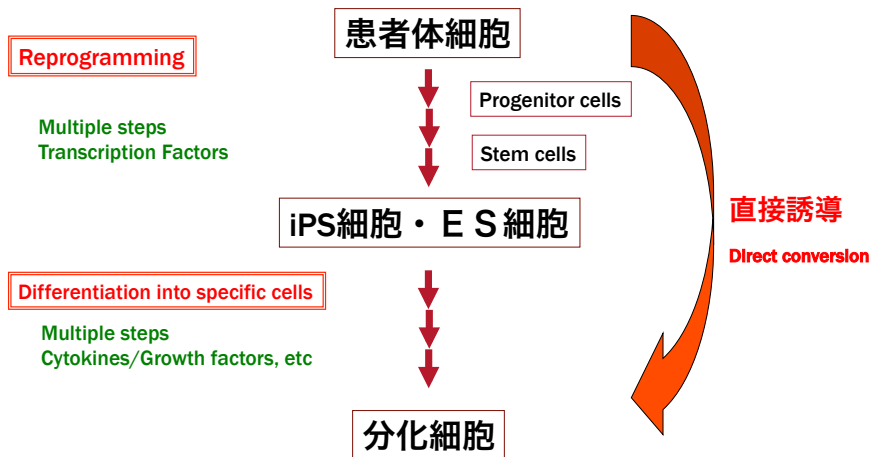 患者体細胞
Reprogramming
Progenitor cells
Multiple steps
Transcription Factors
Stem cells
iPS細胞・ＥＳ細胞
直接誘導
Direct conversion
Differentiation into specific cells
Multiple steps
Cytokines/Growth factors, etc
分化細胞